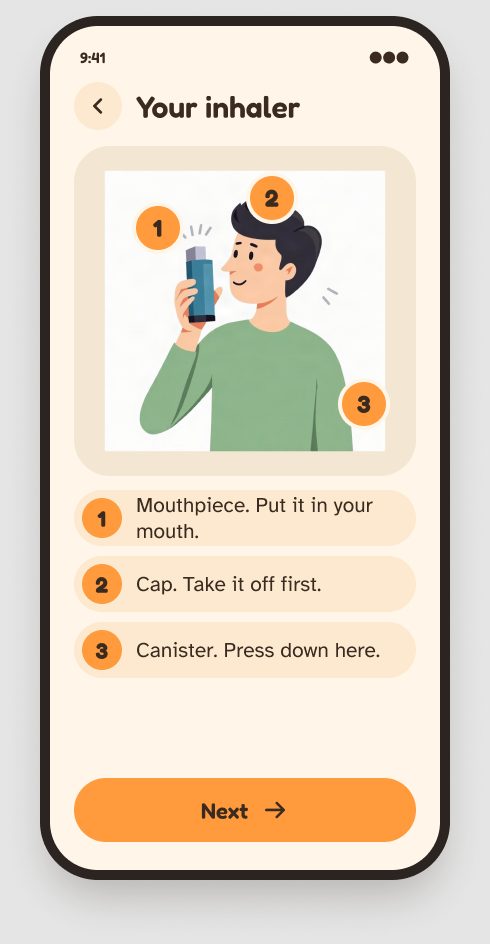 9:41
Your inhaler
1
2
3
1 Mouthpiece. Put it in your
mouth.
2 Cap. Take it off first.
3 Canister. Press down here.
Next →